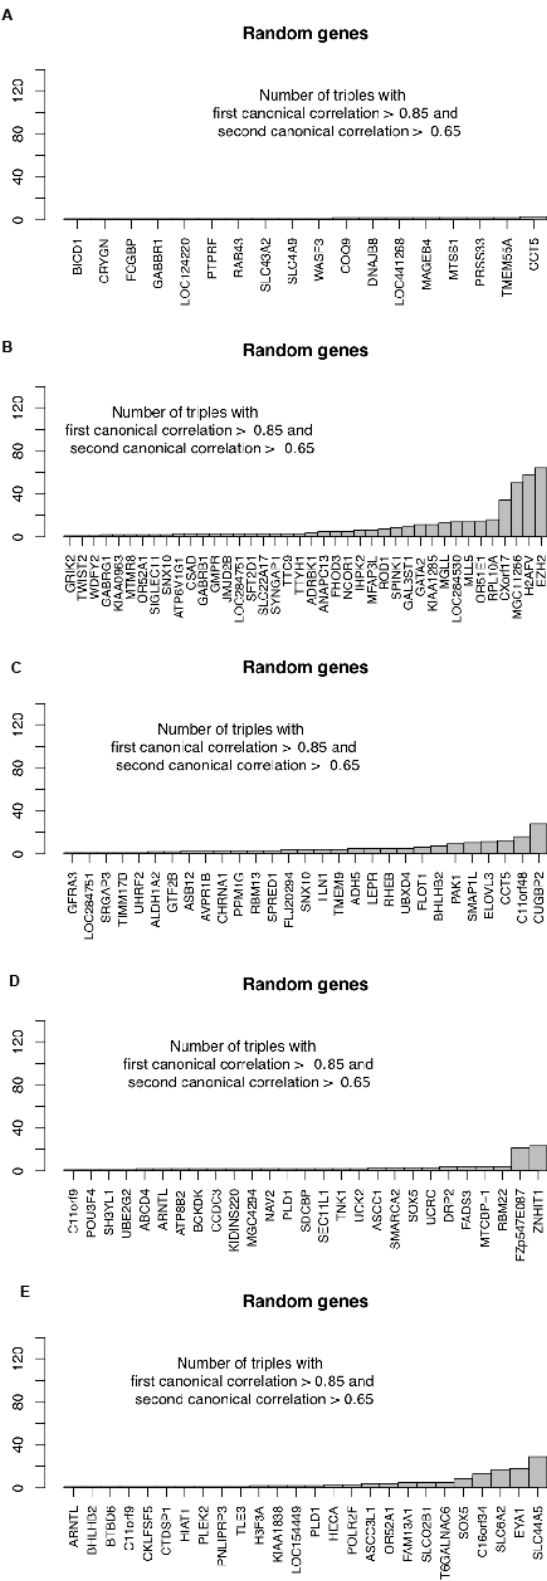 A
Random genes
Number of triples with
first canonical correlation > 0.85 and
second canonical correlation > 0.65
0 40 80 120
BICD1 CRYGN FCGBP GABBR1 LOC124220 PTPRF RAB43 SLC43A2 SLC4A9 WASF3 COQ9 DNAJB8 LOC441268 MAGEB4 MTSS1 PRSS33 TMEM55A CCT5
B
Random genes
Number of triples with
first canonical correlation > 0.85 and
second canonical correlation > 0.65
0 40 80 120
GRIK2 TWIST2 WDFY2 GABRG1 KIAA0963 MTMR8 OR52A1 SIGLEC11 SNX10 ATP6V1G1 CSAD GABRB1 GMPR JMJD2B LOC284751 SFT2D1 SLC22A17 SYNGAP1 TTC9 TTYH1 ADRBK1 ANAPC13 FHOD3 NCOR1 IHPK2 MFAP3L ROD1 SPINK1 GAL3ST1 GATA2 KIAA1285 MGLL LOC284530 MLL5 OR51E1 RPL10A CXorf17 MGC11266 H2AFV EZH2
C
Random genes
Number of triples with
first canonical correlation > 0.85 and
second canonical correlation > 0.65
0 40 80 120
GFRA3 LOC284751 SRGAP3 TIMM17B UHRF2 ALDH1A2 GTF2B ASB12 AVPR1B CHRNA1 PPM1G RBM13 SPRED1 FLJ20294 SNX10 TLN1 TMEM9 ADH5 LEPR RHEB UBXD4 FLOT1 BHLHB2 PAK1 SMAP1L ELOVL3 CCT5 C11orf48 CUGBP2
D
Random genes
Number of triples with
first canonical correlation > 0.85 and
second canonical correlation > 0.65
0 40 80 120
C11orf9 POU3F4 SH3YL1 UBE2G2 ABCD4 ARNTL ATP8B2 BCKDK CCDC3 KIDINS220 MGC4294 NAV2 PLD1 SDCBP SEC11L1 TNK1 UCK2 ASCC1 SMARCA2 SOX5 UCRC DRP2 FADS3 MTCBP-1 RBM22 FZp547E087 ZNHIT1
E
Random genes
Number of triples with
first canonical correlation > 0.85 and
second canonical correlation > 0.65
0 40 80 120
ARNTL BHLHB2 BTBD6 C11orf9 CKLFSF5 CTDSP1 HIAT1 PLEK2 PNLIPRP3 TLE3 H3F3A KIAA1838 LOC154449 PLD1 HECA POLR2F ASCC3L1 OR52A1 FAM13A1 SLCO2B1 T6GALNAC6 SOX5 C16orf34 SLC6A2 EYA1 SLC44A5